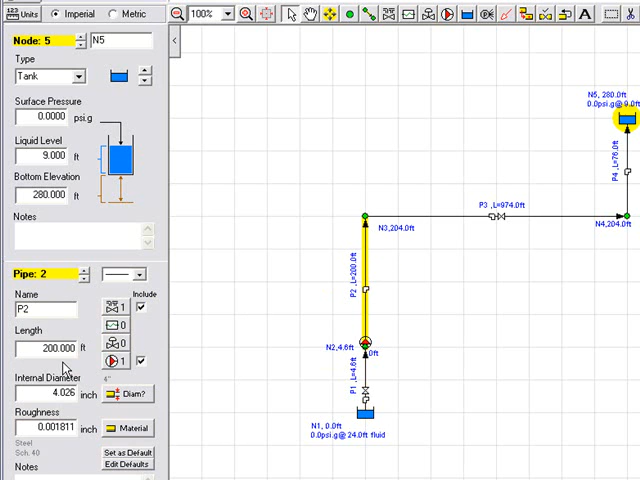 Units
Imperial
Metric
100%
A
Node: 5
N5
Type
Tank
Surface Pressure
0.0000 psi.g
Liquid Level
9.000 ft
Bottom Elevation
280.000 ft
Notes
Pipe: 2
Name
Include
P2
1
Length
0
200.000 ft
0
1
Internal Diameter
4"
4.026 inch
Diam?
Roughness
0.001811 inch
Material
Steel
Sch. 40
Set as Default
Edit Defaults
Notes
N5, 280.0ft
0.0psi.g@ 9.0ft
P4 ,L=76.0ft
P3 ,L=974.0ft
N3,204.0ft
N4,204.0ft
P2 ,L=200.0ft
N2,4.6ft
0ft
P1 ,L=4.6ft
N1, 0.0ft
0.0psi.g@ 24.0ft fluid